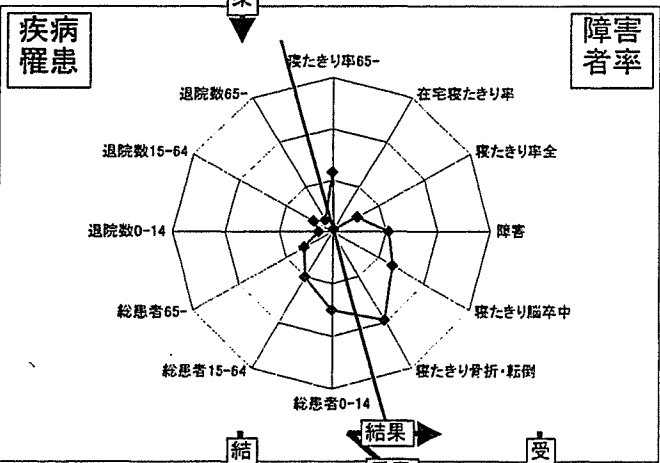 疾病
罹患
障害
者率
寝たきり率65-
退院数65-
在宅寝たきり率
退院数15-64
寝たきり率全
退院数0-14
障害
総患者65-
寝たきり脳卒中
総患者15-64
寝たきり骨折・転倒
総患者0-14
結果
結
受